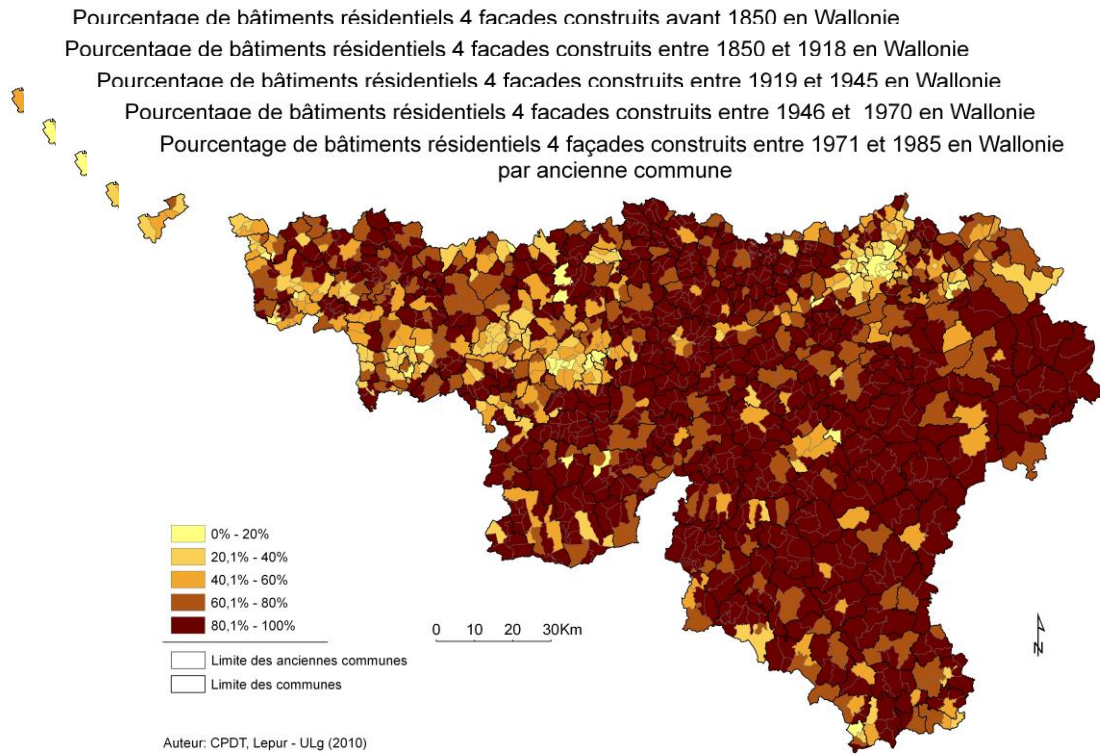 Pourcentage de bâtiments résidentiels 4 facades construits avant 1850 en Wallonie
Pourcentage de bâtiments résidentiels 4 facades construits entre 1850 et 1918 en Wallonie
Pourcentage de bâtiments résidentiels 4 facades construits entre 1919 et 1945 en Wallonie
Pourcentage de bâtiments résidentiels 4 facades construits entre 1946 et 1970 en Wallonie
Pourcentage de bâtiments résidentiels 4 façades construits entre 1971 et 1985 en Wallonie
par ancienne commune
0% - 20%
20,1% - 40%
40,1% - 60%
60,1% - 80%
80,1% - 100%
0 10 20 30Km
N
Limite des anciennes communes
Limite des communes
Auteur: CPDT, Lepur - ULg (2010)